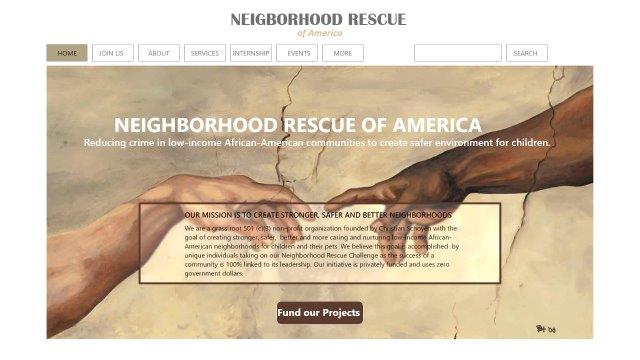 NEIGBORHOOD RESCUE
of America
HOME JOIN US ABOUT SERVICES INTERNSHIP EVENTS MORE SEARCH
NEIGHBORHOOD RESCUE OF AMERICA
Reducing crime in low-income African-American communities to create safer environment for children.
OUR MISSION IS TO CREATE STRONGER, SAFER AND BETTER NEIGHBORHOODS
We are a grass root 501 (c)(3) non-profit organization founded by Christian Schoyen with the
goal of creating stronger, safer, better and more caring and nurturing low-income African-
American neighborhoods for children and their pets .We believe this goal is accomplished by
unique individuals taking on our Neighborhood Rescue Challenge as the success of a
community is 100% linked to its leadership. Our initiative is privately funded and uses zero
government dollars.
Fund our Projects
'08